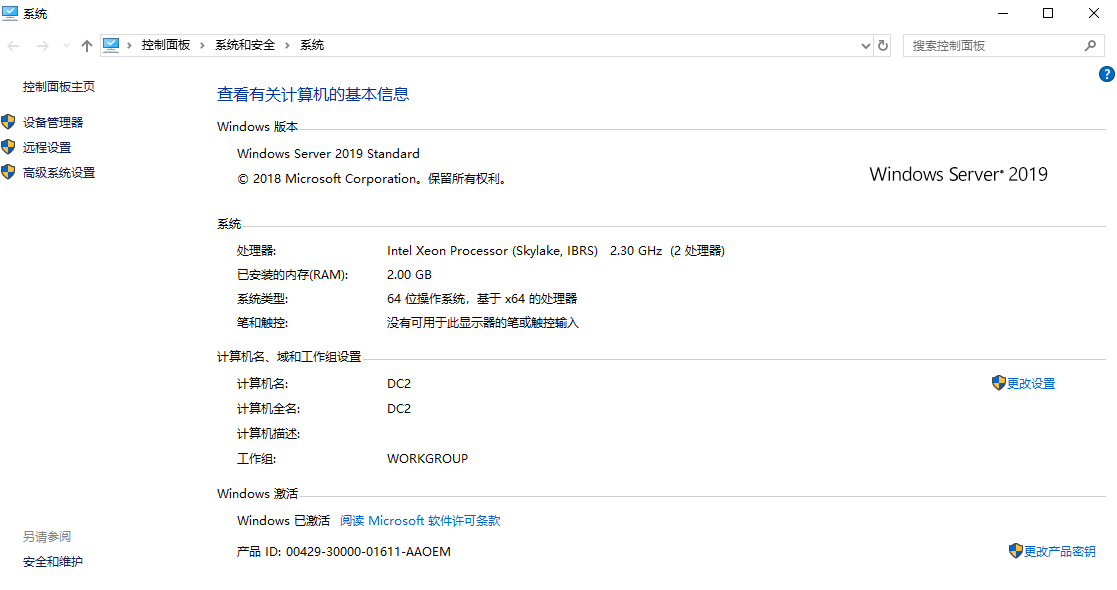 系统
控制面板 系统和安全 系统
搜索控制面板
控制面板主页
设备管理器
远程设置
高级系统设置
查看有关计算机的基本信息
Windows 版本
Windows Server 2019 Standard
© 2018 Microsoft Corporation。保留所有权利。
Windows Server® 2019
系统
处理器: Intel Xeon Processor (Skylake, IBRS) 2.30 GHz (2 处理器)
已安装的内存(RAM): 2.00 GB
系统类型: 64 位操作系统，基于 x64 的处理器
笔和触控: 没有可用于此显示器的笔或触控输入
计算机名、域和工作组设置
计算机名: DC2
更改设置
计算机全名: DC2
计算机描述:
工作组: WORKGROUP
Windows 激活
Windows 已激活 阅读 Microsoft 软件许可条款
产品 ID: 00429-30000-01611-AAOEM
更改产品密钥
另请参阅
安全和维护